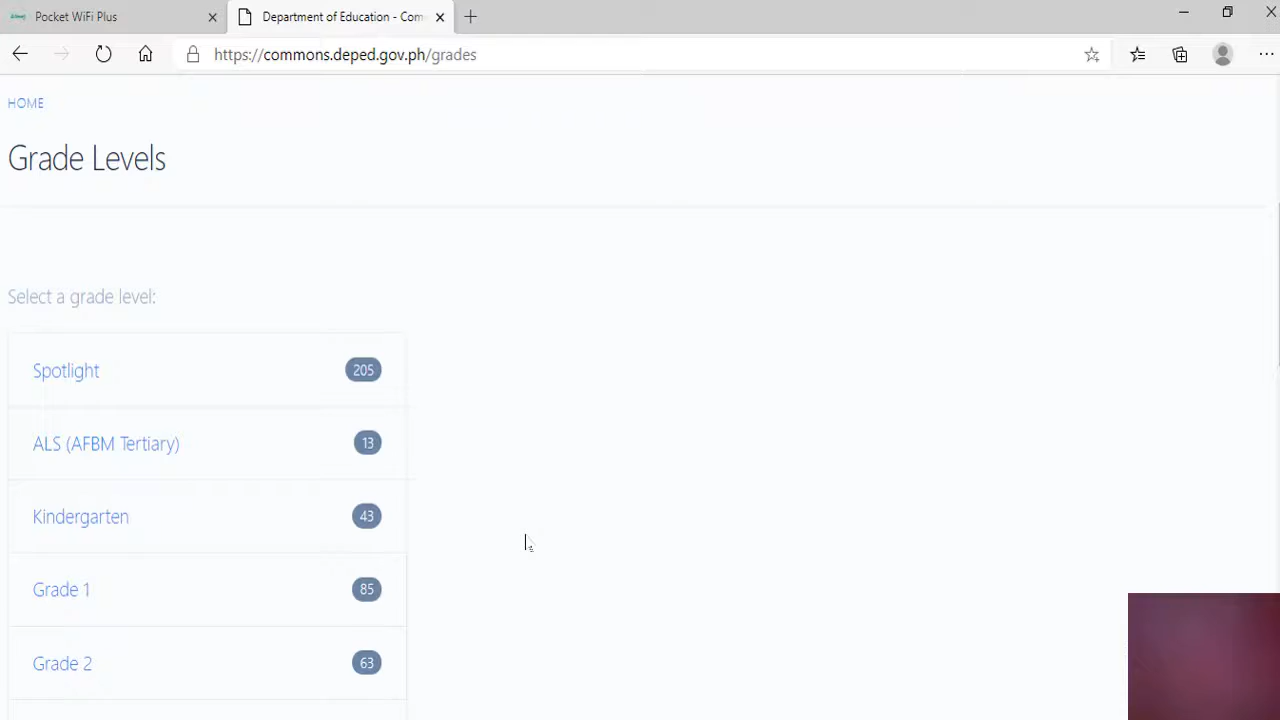 Pocket WiFi Plus
Department of Education - Com
https://commons.deped.gov.ph/grades
HOME
Grade Levels
Select a grade level:
Spotlight 205
ALS (AFBM Tertiary) 13
Kindergarten 43
Grade 1 85
Grade 2 63